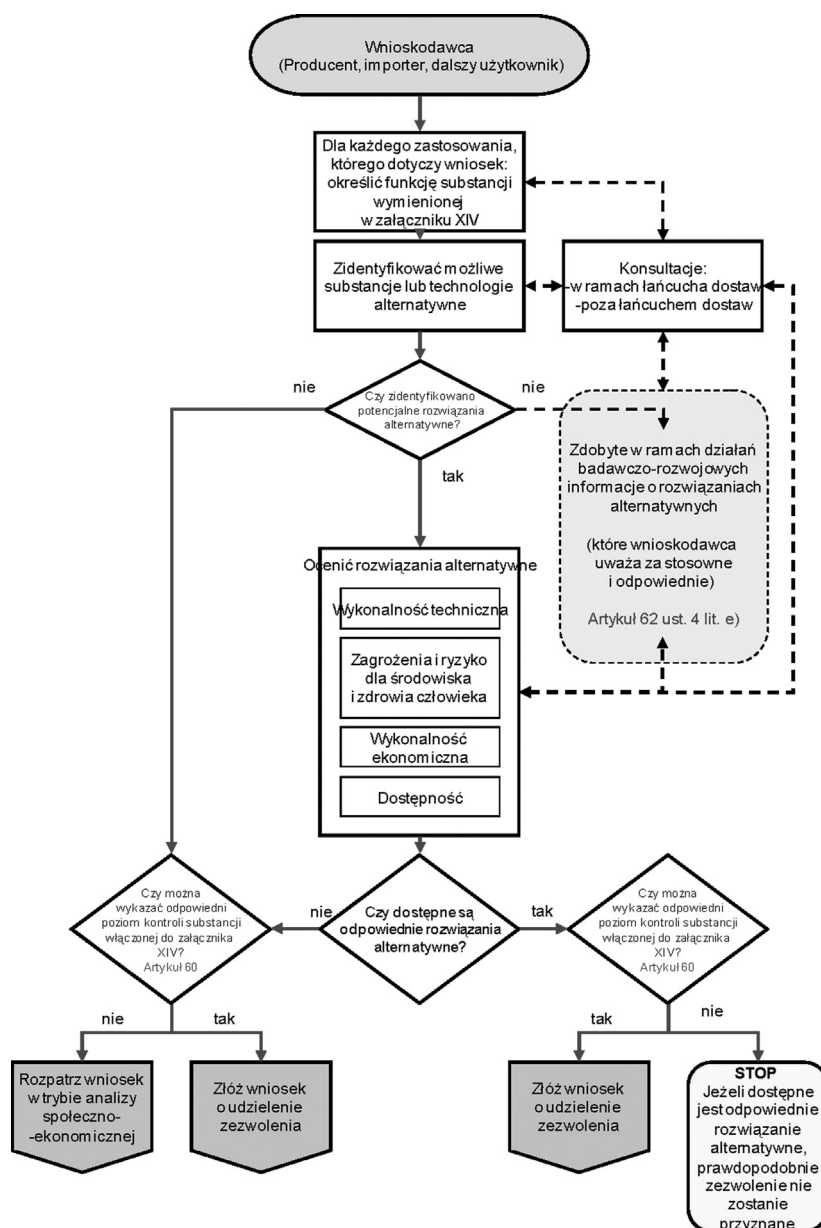 Wnioskodawca
(Producent, importer, dalszy użytkownik)
Dla każdego zastosowania,
którego dotyczy wniosek:
określić funkcję substancji
wymienionej
w załączniku XIV
Zidentyfikować możliwe
substancje lub technologie
alternatywne
Konsultacje:
-w ramach łańcucha dostaw
-poza łańcuchem dostaw
nie
nie
Czy zidentyfikowano
potencjalne rozwiązania
alternatywne?
tak
Zdobyte w ramach działań
badawczo-rozwojowych
informacje o rozwiązaniach
alternatywnych
(które wnioskodawca
uważa za stosowne
i odpowiednie)
Artykuł 62 ust. 4 lit. e)
Ocenić rozwiązania alternatywne
Wykonalność techniczna
Zagrożenia i ryzyko
dla środowiska
i zdrowia człowieka
Wykonalność
ekonomiczna
Dostępność
Czy można
wykazać odpowiedni
poziom kontroli substancji
włączonej do załącznika
XIV?
Artykuł 60
nie
Czy dostępne są
odpowiednie rozwiązania
alternatywne?
tak
Czy można
wykazać odpowiedni
poziom kontroli substancji
włączonej do załącznika
XIV?
Artykuł 60
nie
tak
tak
nie
Rozpatrz wniosek
w trybie analizy
społeczno-
-ekonomicznej
Złóż wniosek
o udzielenie
zezwolenia
Złóż wniosek
o udzielenie
zezwolenia
STOP
Jeżeli dostępne
jest odpowiednie
rozwiązanie
alternatywne,
prawdopodobnie
zezwolenie nie
zostanie
przyznane